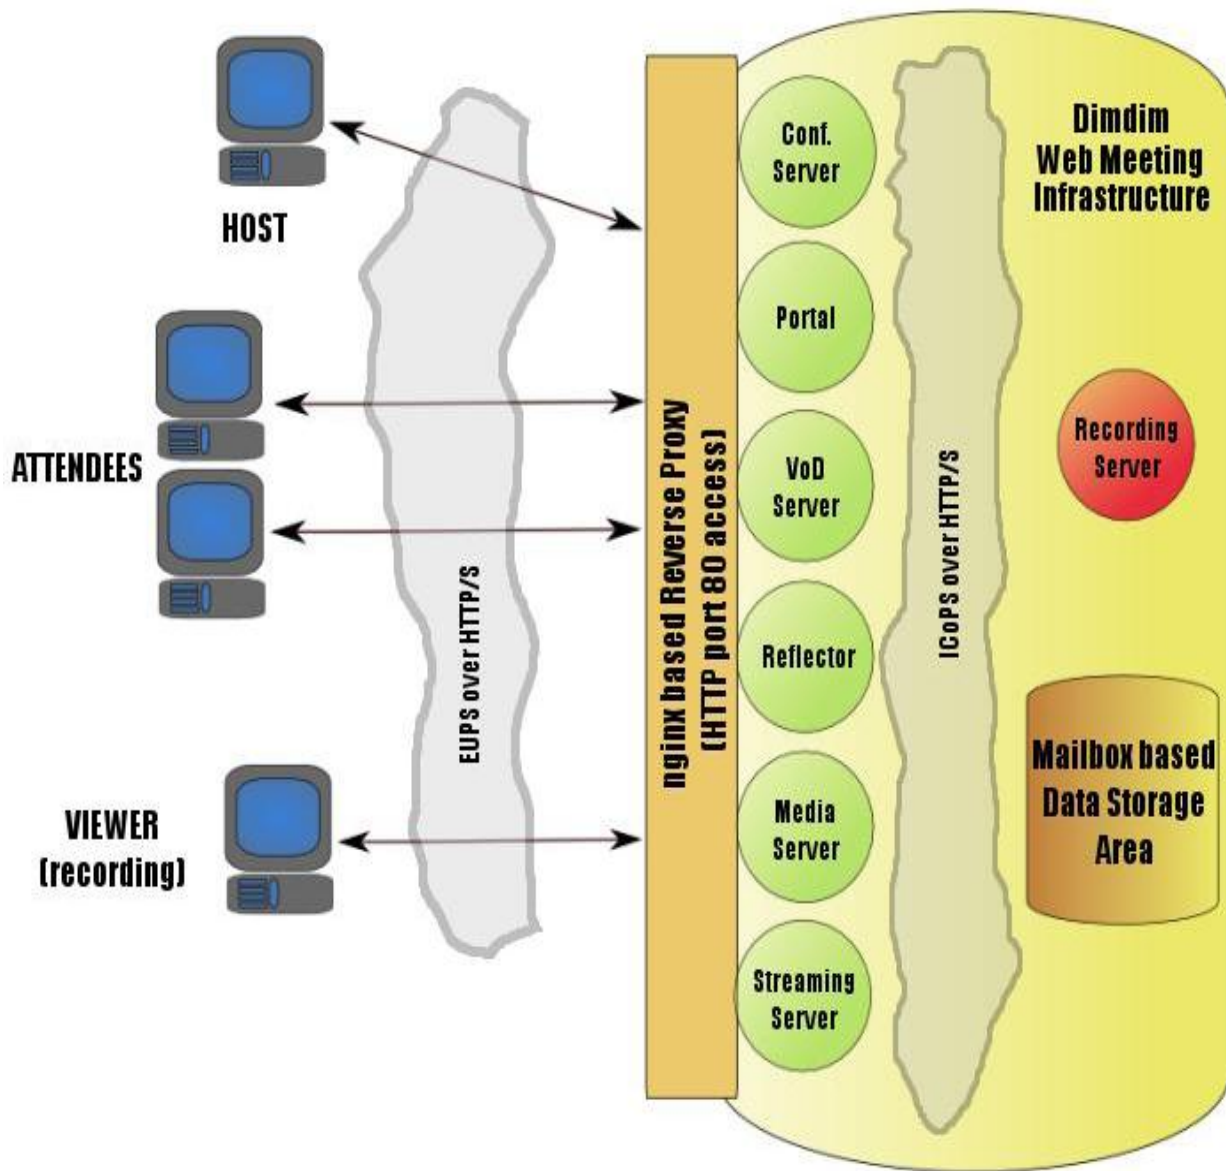 HOST
ATTENDEES
VIEWER
(recording)
EUPS over HTTP/S
nginx based Reverse Proxy
(HTTP port 80 access)
Conf.
Server
Portal
VoD
Server
Reflector
Media
Server
Streaming
Server
ICoPS over HTTP/S
Dimdim
Web Meeting
Infrastructure
Recording
Server
Mailbox based
Data Storage
Area